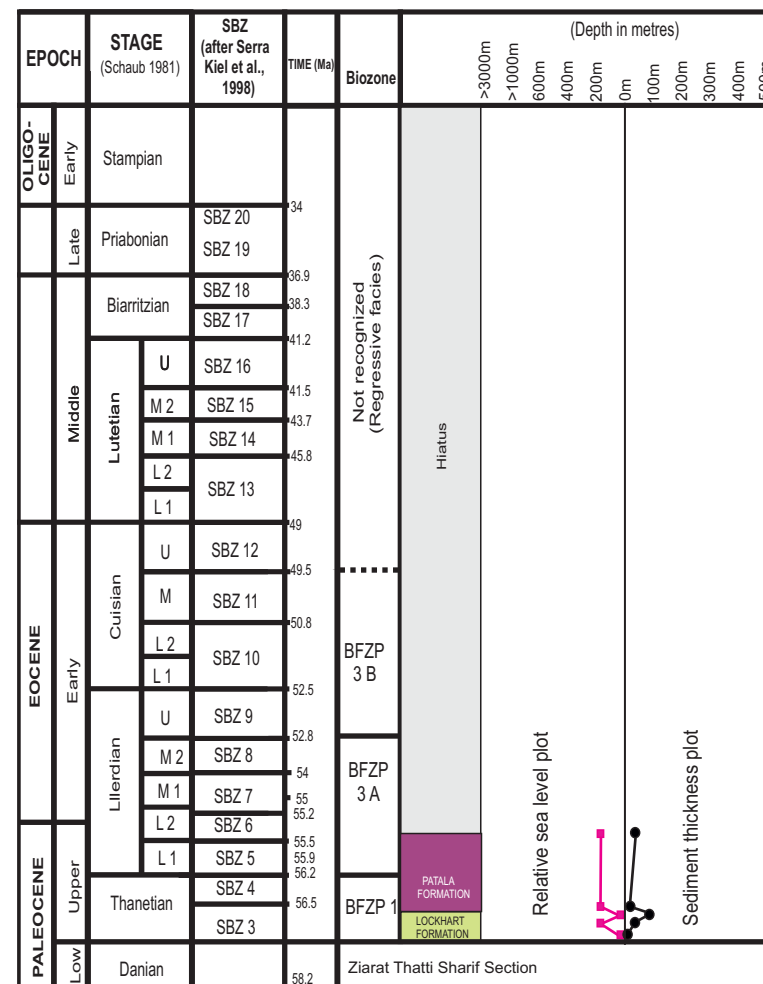 (Depth in metres)
EPOCH
STAGE
(Schaub 1981)
SBZ
(after Serra
Kiel et al.,
1998)
TIME (Ma)
Biozone
>3000m
>1000m
600m
400m
200m
0m
100m
200m
300m
400m
OLIGO-
CENE
Early
Stampian
34
Late
Priabonian
SBZ 20
SBZ 19
36.9
Middle
Biarritzian
SBZ 18
38.3
SBZ 17
41.2
Lutetian
U
SBZ 16
41.5
M 2
SBZ 15
43.7
M 1
SBZ 14
45.8
L 2
SBZ 13
L 1
49
Not recognized
(Regressive facies)
Hiatus
EOCENE
Early
Cuisian
U
SBZ 12
49.5
M
SBZ 11
50.8
L 2
SBZ 10
L 1
52.5
BFZP
3 B
Llerdian
U
SBZ 9
52.8
M 2
SBZ 8
54
M 1
SBZ 7
55
55.2
L 2
SBZ 6
55.5
L 1
SBZ 5
55.9
56.2
BFZP
3 A
PALEOCENE
Upper
Thanetian
SBZ 4
56.5
SBZ 3
BFZP 1
PATALA
FORMATION
LOCKHART
FORMATION
Relative sea level plot
Sediment thickness plot
Low
Danian
58.2
Ziarat Thatti Sharif Section